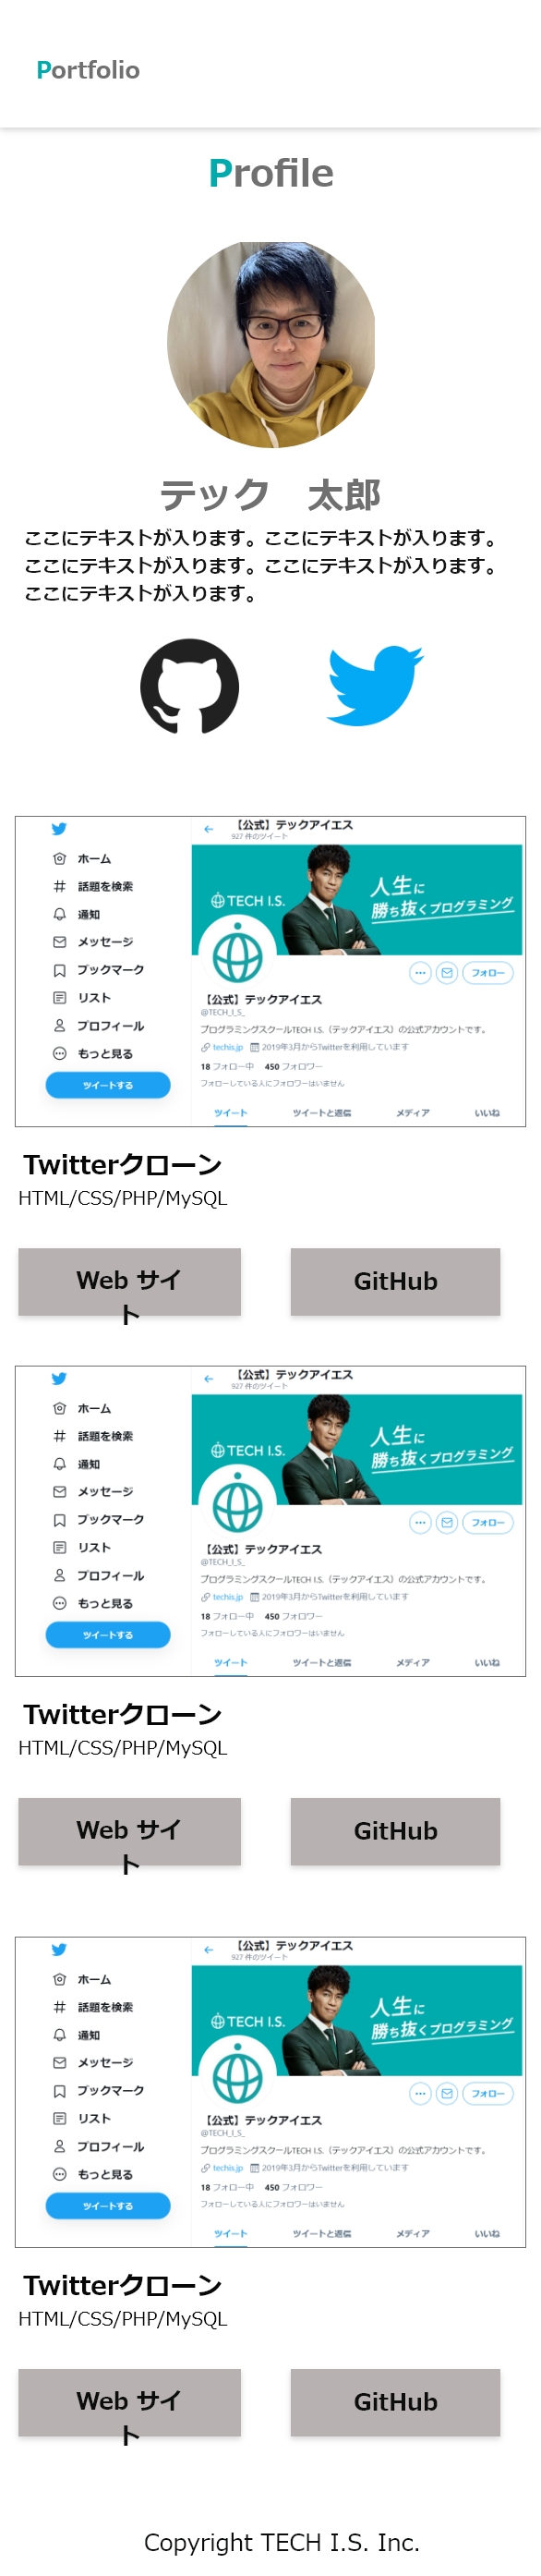 Portfolio
Profile
テック　太郎
ここにテキストが入ります。ここにテキストが入ります。
ここにテキストが入ります。ここにテキストが入ります。
ここにテキストが入ります。
【公式】テックアイエス
927 件のツイート
ホーム
話題を検索
通知
メッセージ
ブックマーク
リスト
プロフィール
もっと見る
ツイートする
TECH I.S.
人生に
勝ち抜くプログラミング
フォロー
【公式】テックアイエス
@TECH_I_S_
プログラミングスクールTECH I.S.（テックアイエス）の公式アカウントです。
techis.jp 2019年3月からTwitterを利用しています
18 フォロー中 450 フォロワー
フォローしている人にフォロワーはいません
ツイート ツイートと返信 メディア いいね
Twitterクローン
HTML/CSS/PHP/MySQL
Web サイ
ト
GitHub
【公式】テックアイエス
927 件のツイート
ホーム
話題を検索
通知
メッセージ
ブックマーク
リスト
プロフィール
もっと見る
ツイートする
TECH I.S.
人生に
勝ち抜くプログラミング
フォロー
【公式】テックアイエス
@TECH_I_S_
プログラミングスクールTECH I.S.（テックアイエス）の公式アカウントです。
techis.jp 2019年3月からTwitterを利用しています
18 フォロー中 450 フォロワー
フォローしている人にフォロワーはいません
ツイート ツイートと返信 メディア いいね
Twitterクローン
HTML/CSS/PHP/MySQL
Web サイ
ト
GitHub
【公式】テックアイエス
927 件のツイート
ホーム
話題を検索
通知
メッセージ
ブックマーク
リスト
プロフィール
もっと見る
ツイートする
TECH I.S.
人生に
勝ち抜くプログラミング
フォロー
【公式】テックアイエス
@TECH_I_S_
プログラミングスクールTECH I.S.（テックアイエス）の公式アカウントです。
techis.jp 2019年3月からTwitterを利用しています
18 フォロー中 450 フォロワー
フォローしている人にフォロワーはいません
ツイート ツイートと返信 メディア いいね
Twitterクローン
HTML/CSS/PHP/MySQL
Web サイ
ト
GitHub
Copyright TECH I.S. Inc.